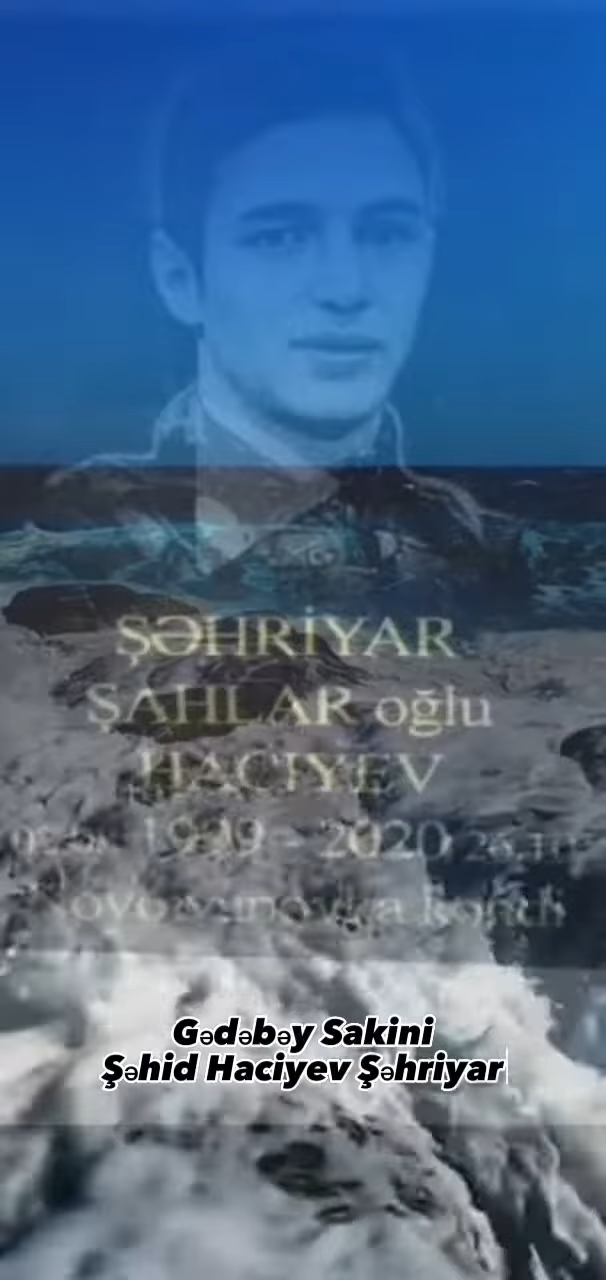 ŞƏHRİYAR
ŞAHLAR oğlu
HACIYEV
1999 - 2020
Gədəbəy Sakini
Şəhid Haciyev Şəhriyar